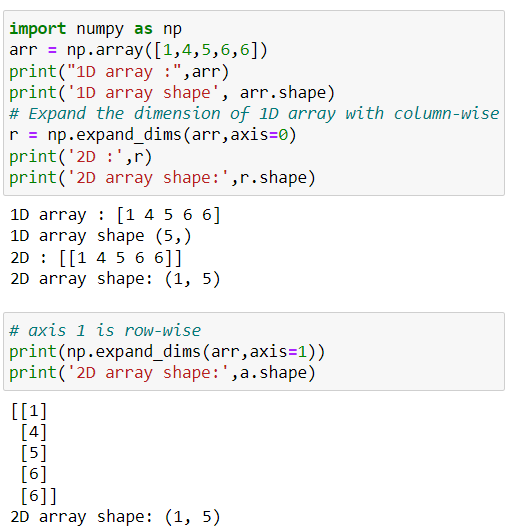 import numpy as np
arr = np.array([1,4,5,6,6])
print("1D array :",arr)
print('1D array shape', arr.shape)
# Expand the dimension of 1D array with column-wise
r = np.expand_dims(arr,axis=0)
print('2D :',r)
print('2D array shape:',r.shape)
1D array : [1 4 5 6 6]
1D array shape (5,)
2D : [[1 4 5 6 6]]
2D array shape: (1, 5)
# axis 1 is row-wise
print(np.expand_dims(arr,axis=1))
print('2D array shape:',a.shape)
[[1]
 [4]
 [5]
 [6]
 [6]]
2D array shape: (1, 5)